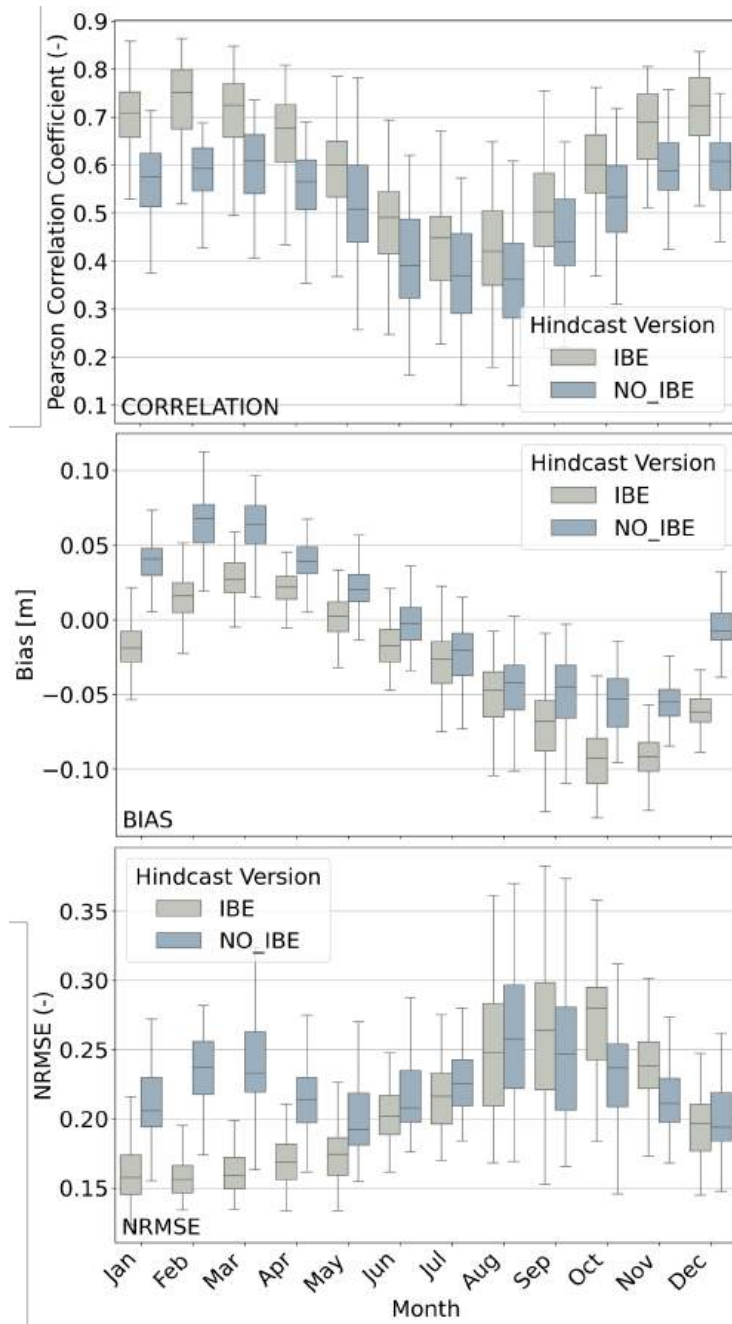 Pearson Correlation Coefficient (-)
0.9
0.8
0.7
0.6
0.5
0.4
0.3
0.2
0.1
CORRELATION
Hindcast Version
IBE
NO_IBE
Bias [m]
0.10
0.05
0.00
−0.05
−0.10
BIAS
Hindcast Version
IBE
NO_IBE
NRMSE (-)
0.35
0.30
0.25
0.20
0.15
NRMSE
Hindcast Version
IBE
NO_IBE
Jan
Feb
Mar
Apr
May
Jun
Jul
Aug
Sep
Oct
Nov
Dec
Month